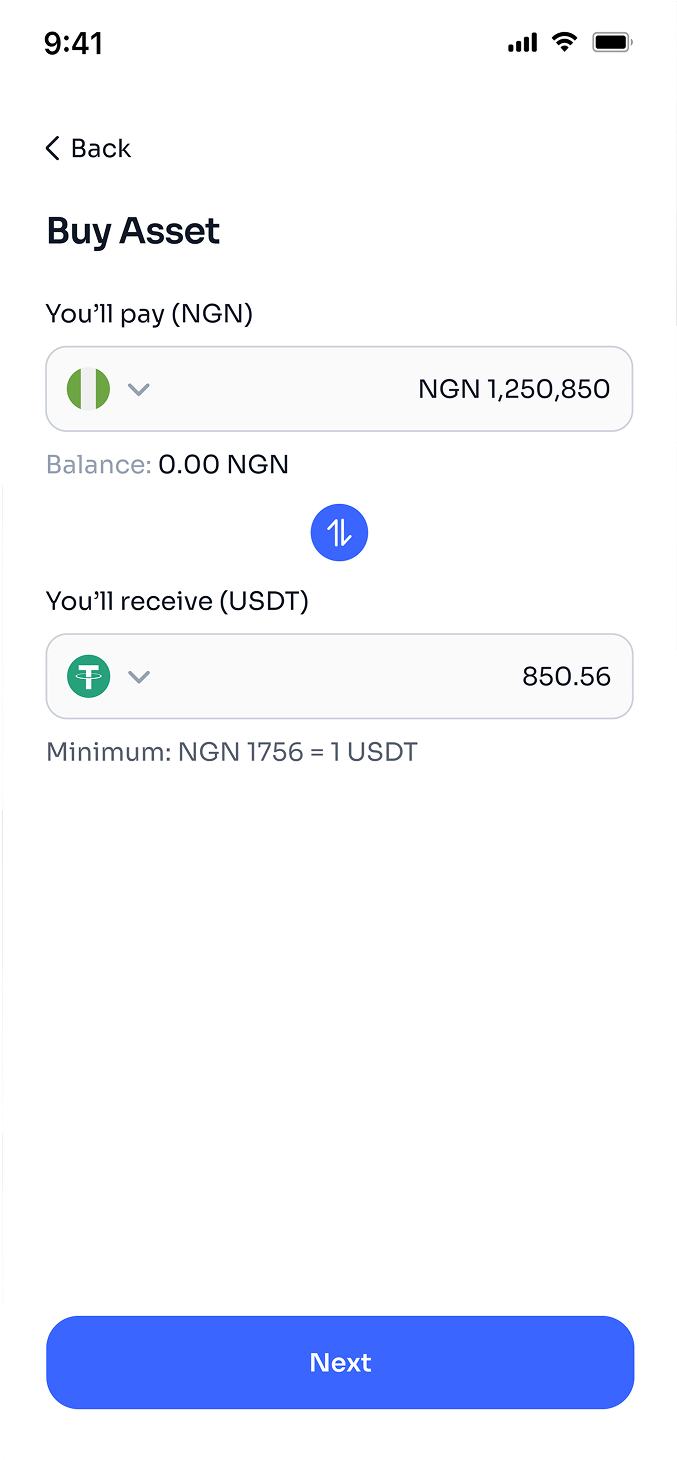 9:41
Back
Buy Asset
You’ll pay (NGN)
NGN 1,250,850
Balance: 0.00 NGN
You’ll receive (USDT)
850.56
Minimum: NGN 1756 = 1 USDT
Next